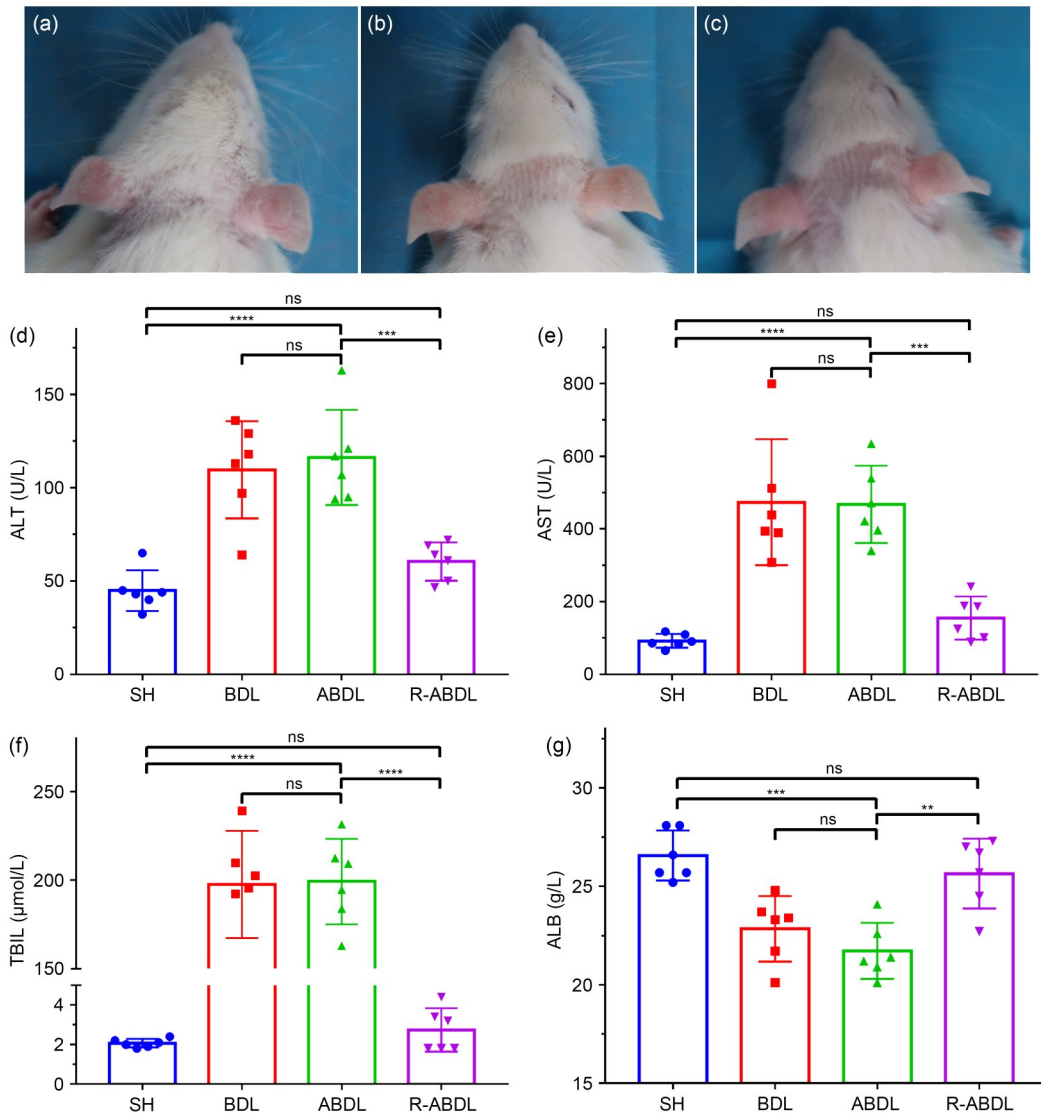 (a)
(b)
(c)
(d)
ns
****
***
ns
ALT (U/L)
150
100
50
0
SH BDL ABDL R-ABDL
(e)
ns
****
***
ns
AST (U/L)
800
600
400
200
0
SH BDL ABDL R-ABDL
(f)
ns
****
****
ns
TBIL (μmol/L)
250
200
150
4
2
0
SH BDL ABDL R-ABDL
(g)
ns
***
**
ns
ALB (g/L)
30
25
20
15
SH BDL ABDL R-ABDL